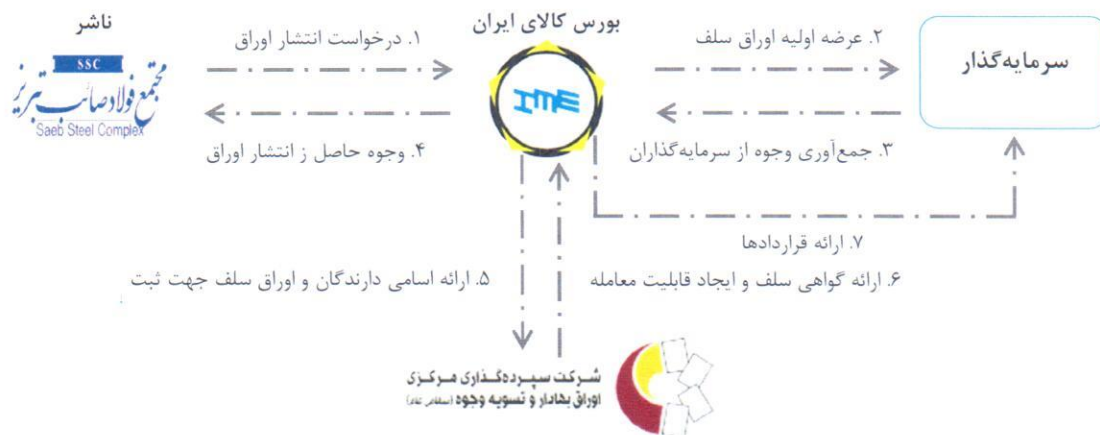 ناشر
بورس کالای ایران
سرمایه‌گذار
SSC
مجتمع فولاد صائب تبریز
Saeb Steel Complex
IME
۱. درخواست انتشار اوراق
۲. عرضه اولیه اوراق سلف
۳. جمع‌آوری وجوه از سرمایه‌گذاران
۴. وجوه حاصل ز انتشار اوراق
۷. ارائه قراردادها
۶. ارائه گواهی سلف و ایجاد قابلیت معامله
۵. ارائه اسامی دارندگان و اوراق سلف جهت ثبت
شرکت سپرده‌گذاری مرکزی
اوراق بهادار و تسویه وجوه (سهامی عام)